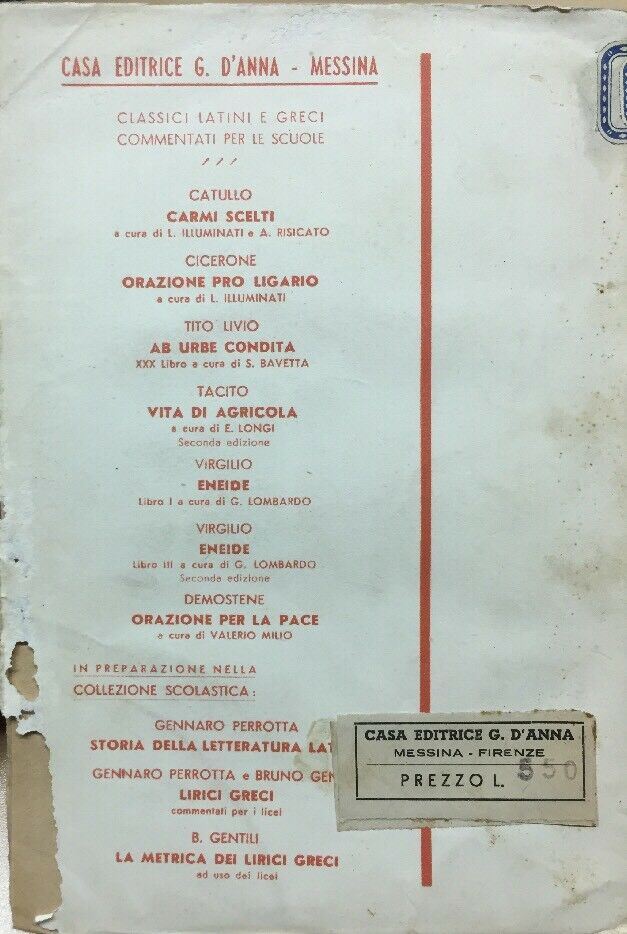 CASA EDITRICE G. D'ANNA - MESSINA
CLASSICI LATINI E GRECI
COMMENTATI PER LE SCUOLE
CATULLO
CARMI SCELTI
a cura di L. ILLUMINATI e A. RISICATO
CICERONE
ORAZIONE PRO LIGARIO
a cura di L. ILLUMINATI
TITO LIVIO
AB URBE CONDITA
XXX Libro a cura di S. BAVETTA
TACITO
VITA DI AGRICOLA
a cura di E. LONGI
Seconda edizione
VIRGILIO
ENEIDE
Libro I a cura di G. LOMBARDO
VIRGILIO
ENEIDE
Libro III a cura di G. LOMBARDO
Seconda edizione
DEMOSTENE
ORAZIONE PER LA PACE
a cura di VALERIO MILIO
IN PREPARAZIONE NELLA
COLLEZIONE SCOLASTICA:
GENNARO PERROTTA
STORIA DELLA LETTERATURA LAT
GENNARO PERROTTA e BRUNO GEN
LIRICI GRECI
commentati per i licei
B. GENTILI
LA METRICA DEI LIRICI GRECI
ad uso dei licei
CASA EDITRICE G. D'ANNA
MESSINA - FIRENZE
PREZZO L.